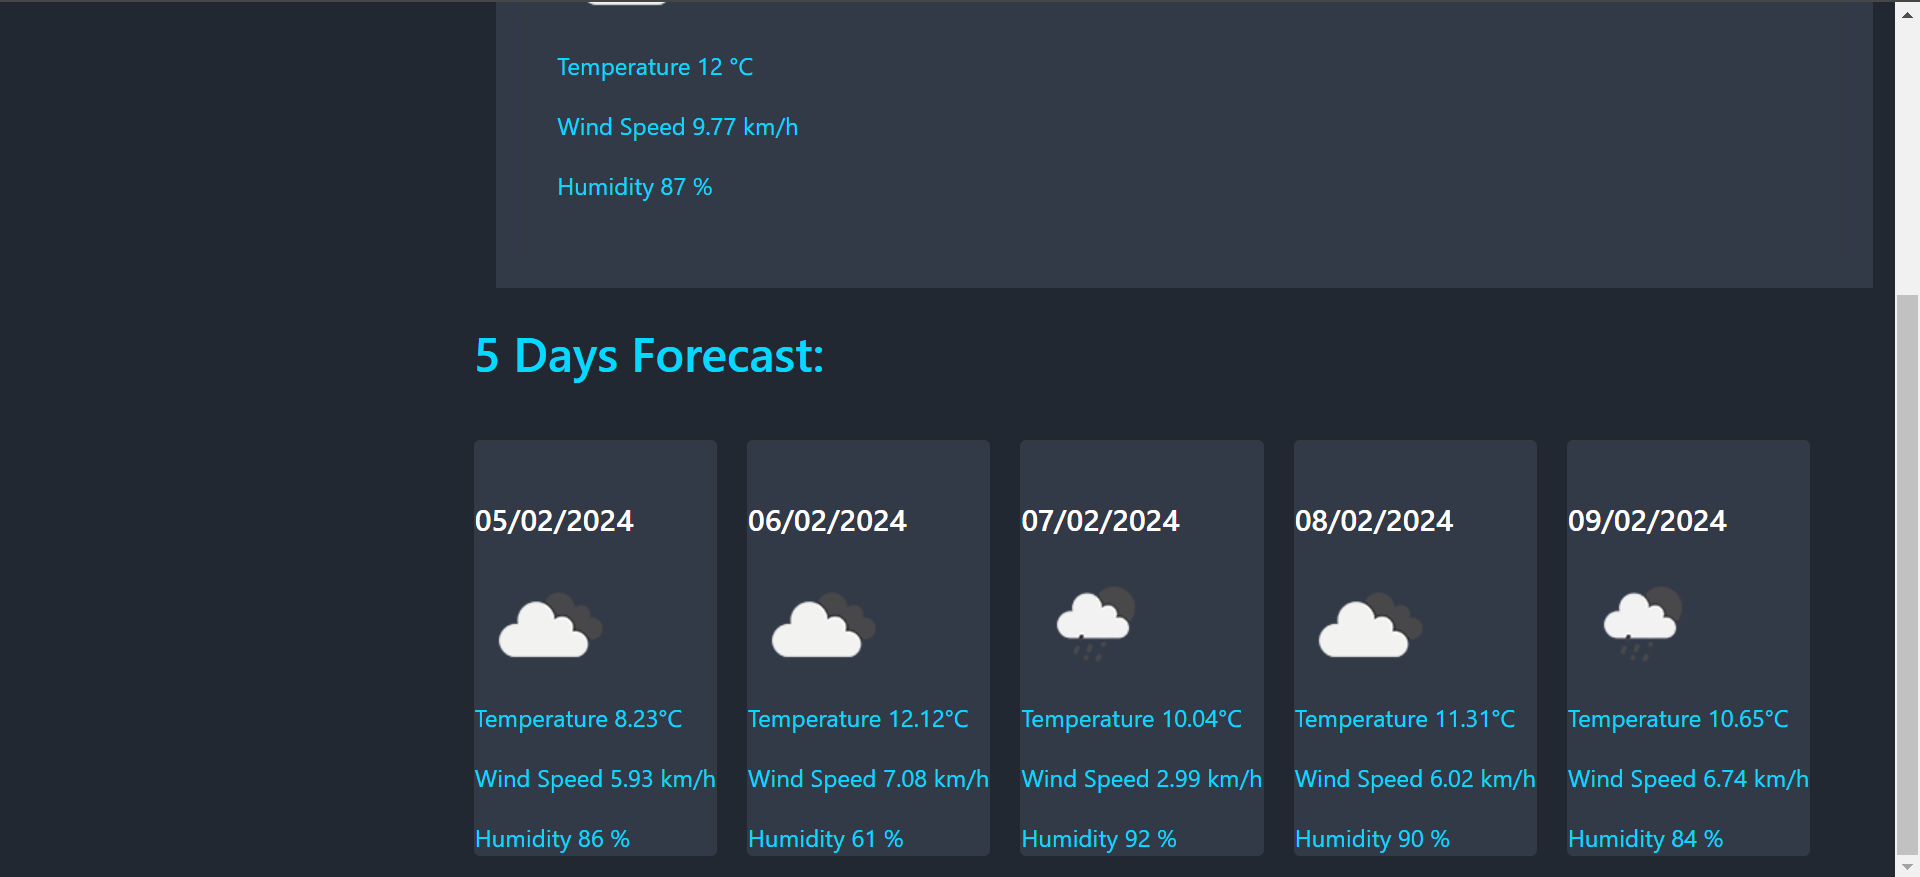 Temperature 12 °C
Wind Speed 9.77 km/h
Humidity 87 %
5 Days Forecast:
05/02/2024
Temperature 8.23°C
Wind Speed 5.93 km/h
Humidity 86 %
06/02/2024
Temperature 12.12°C
Wind Speed 7.08 km/h
Humidity 61 %
07/02/2024
Temperature 10.04°C
Wind Speed 2.99 km/h
Humidity 92 %
08/02/2024
Temperature 11.31°C
Wind Speed 6.02 km/h
Humidity 90 %
09/02/2024
Temperature 10.65°C
Wind Speed 6.74 km/h
Humidity 84 %